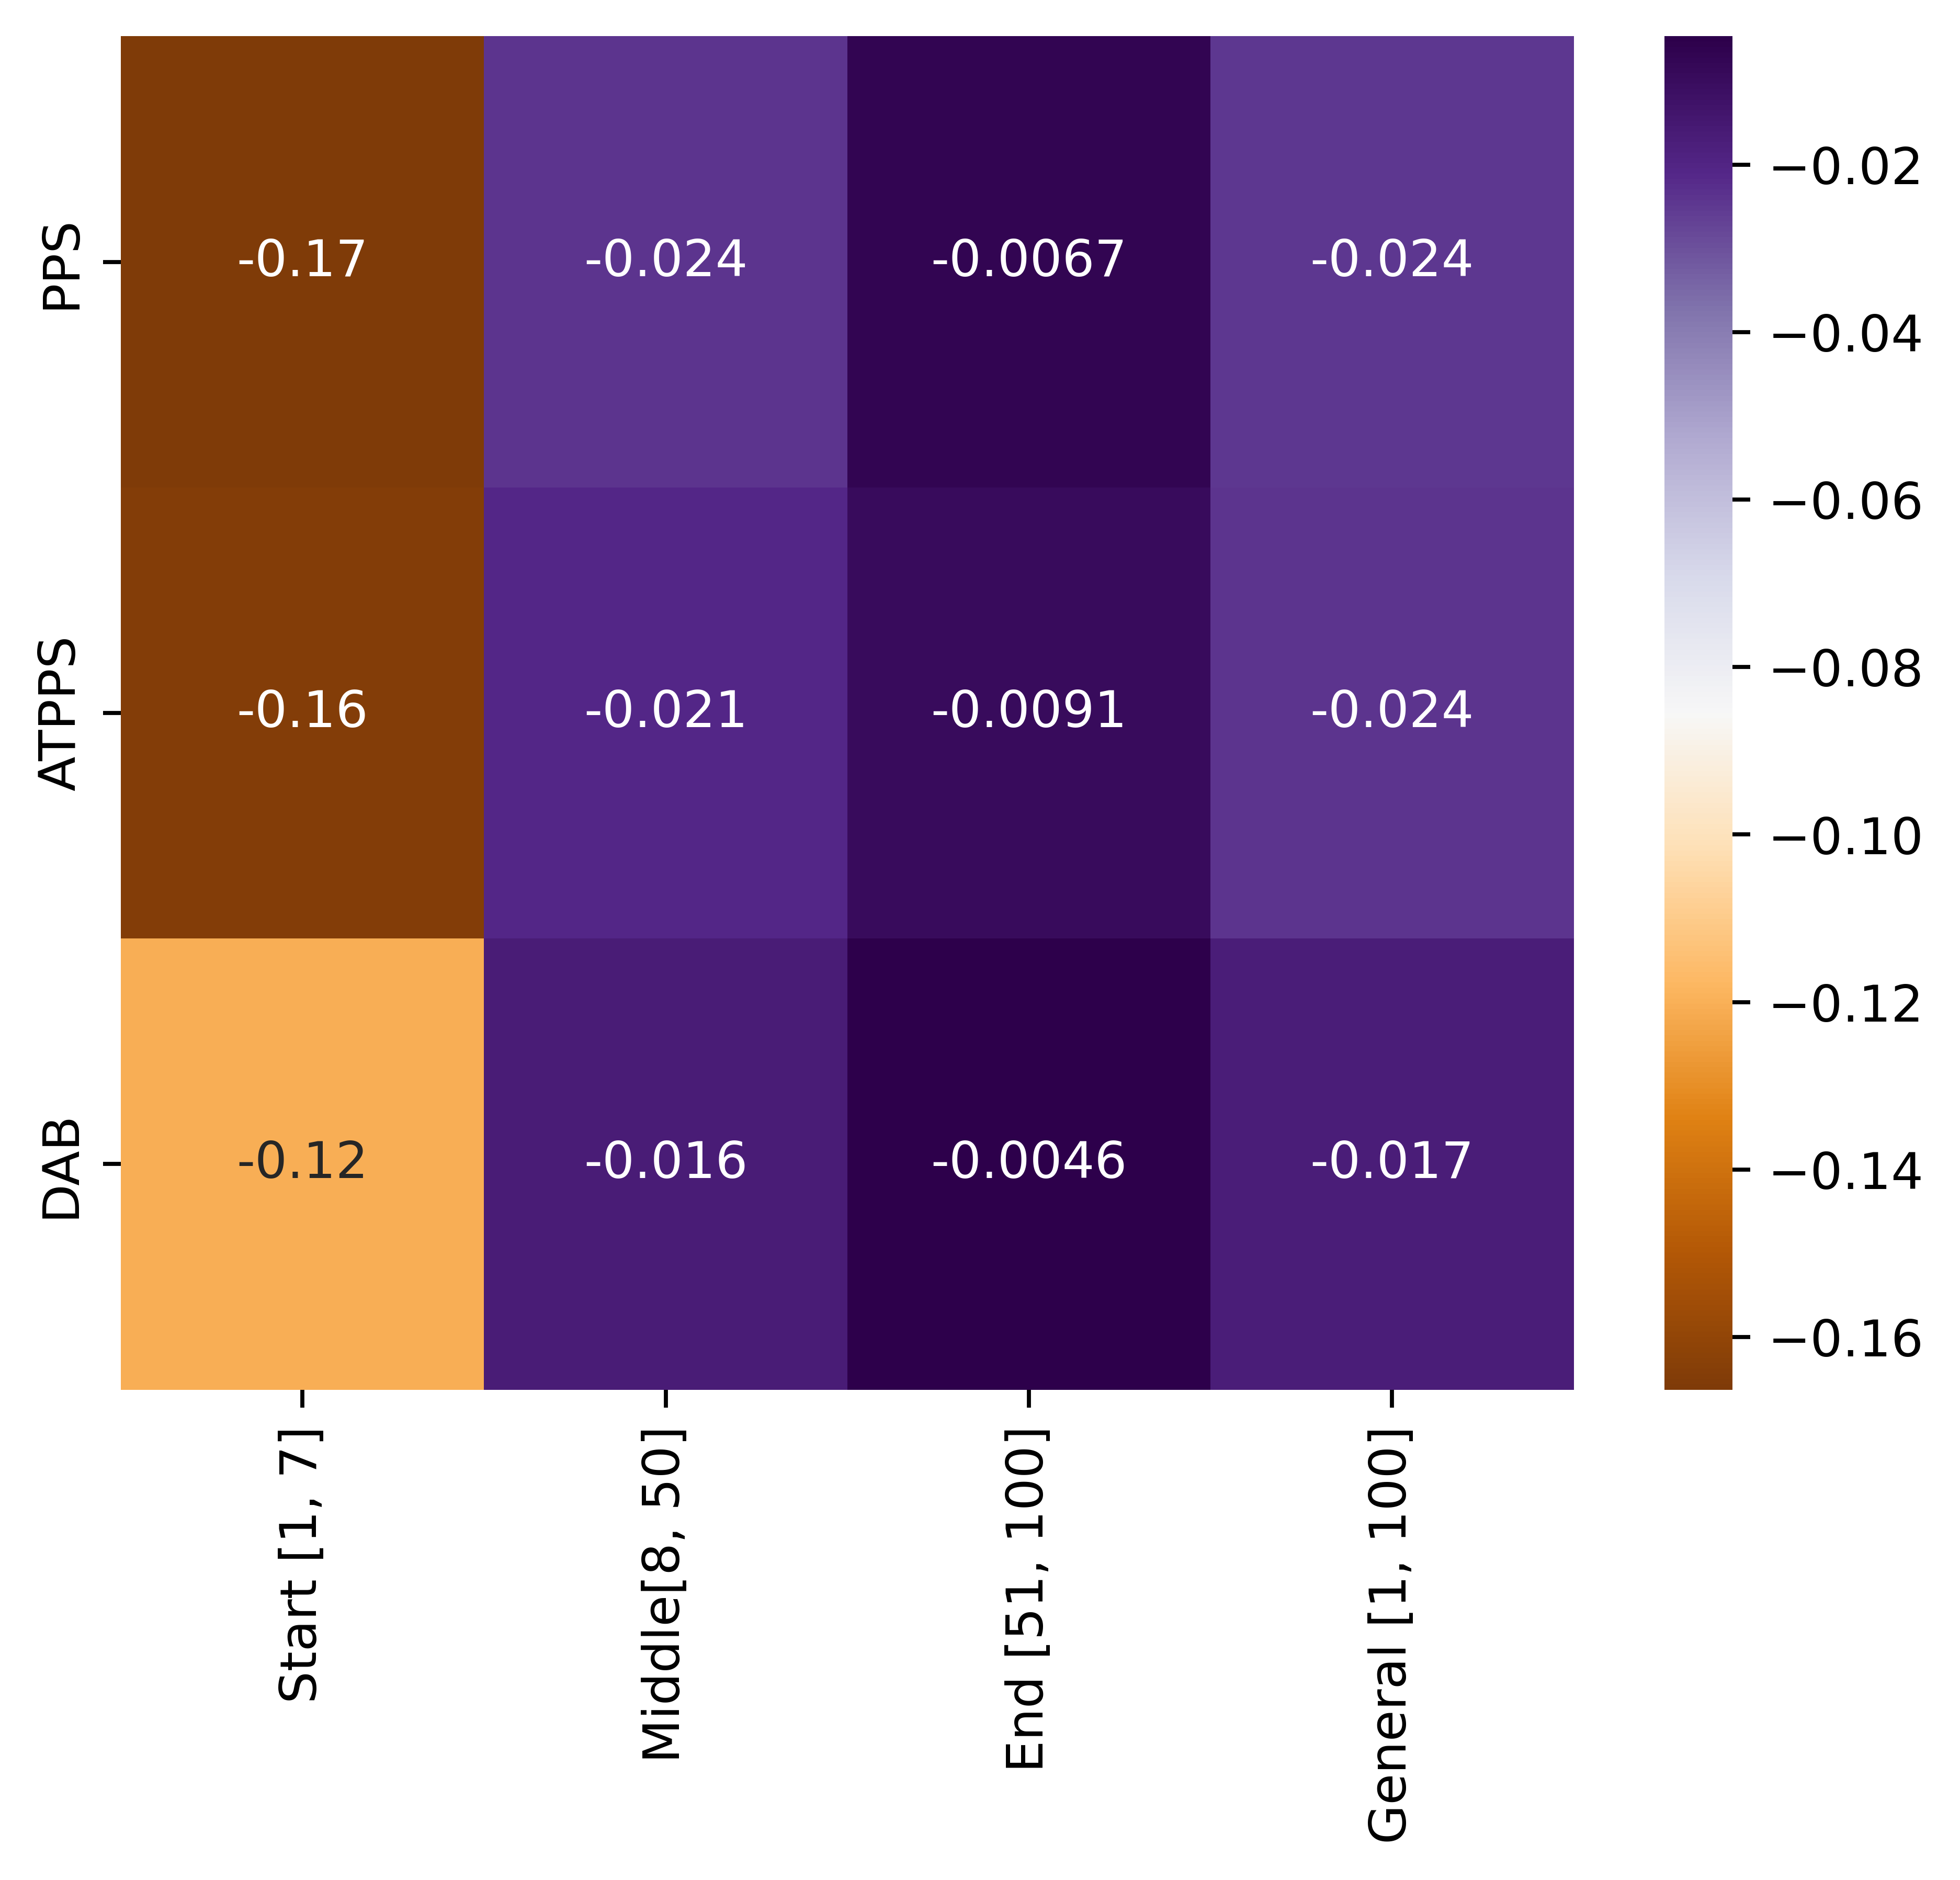 PPS
-0.17 -0.024 -0.0067 -0.024
ATPPS
-0.16 -0.021 -0.0091 -0.024
DAB
-0.12 -0.016 -0.0046 -0.017
Start [1, 7]
Middle[8, 50]
End [51, 100]
General [1, 100]
−0.02
−0.04
−0.06
−0.08
−0.10
−0.12
−0.14
−0.16